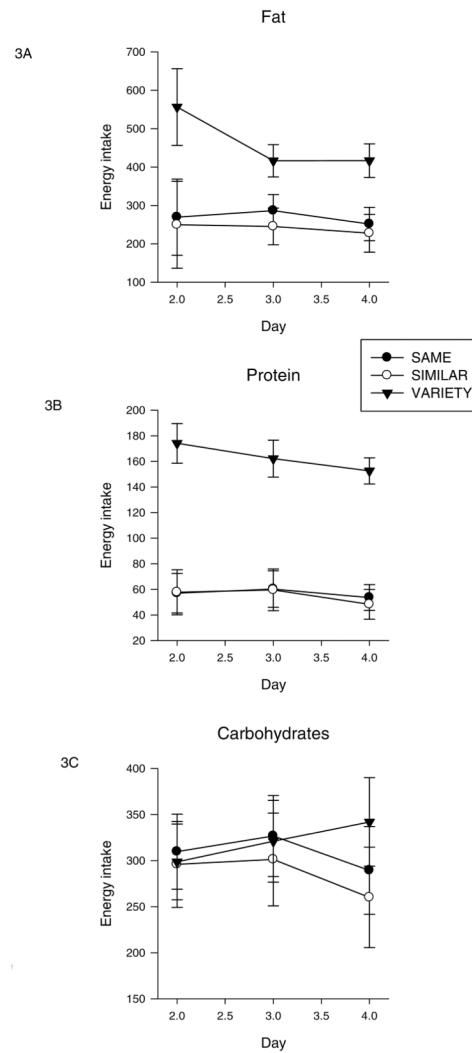 Fat
3A
700
600
500
400
300
200
100
Energy intake
2.0 2.5 3.0 3.5 4.0
Day
SAME
SIMILAR
VARIETY
Protein
3B
200
180
160
140
120
100
80
60
40
20
Energy intake
2.0 2.5 3.0 3.5 4.0
Day
Carbohydrates
3C
400
350
300
250
200
150
Energy intake
2.0 2.5 3.0 3.5 4.0
Day